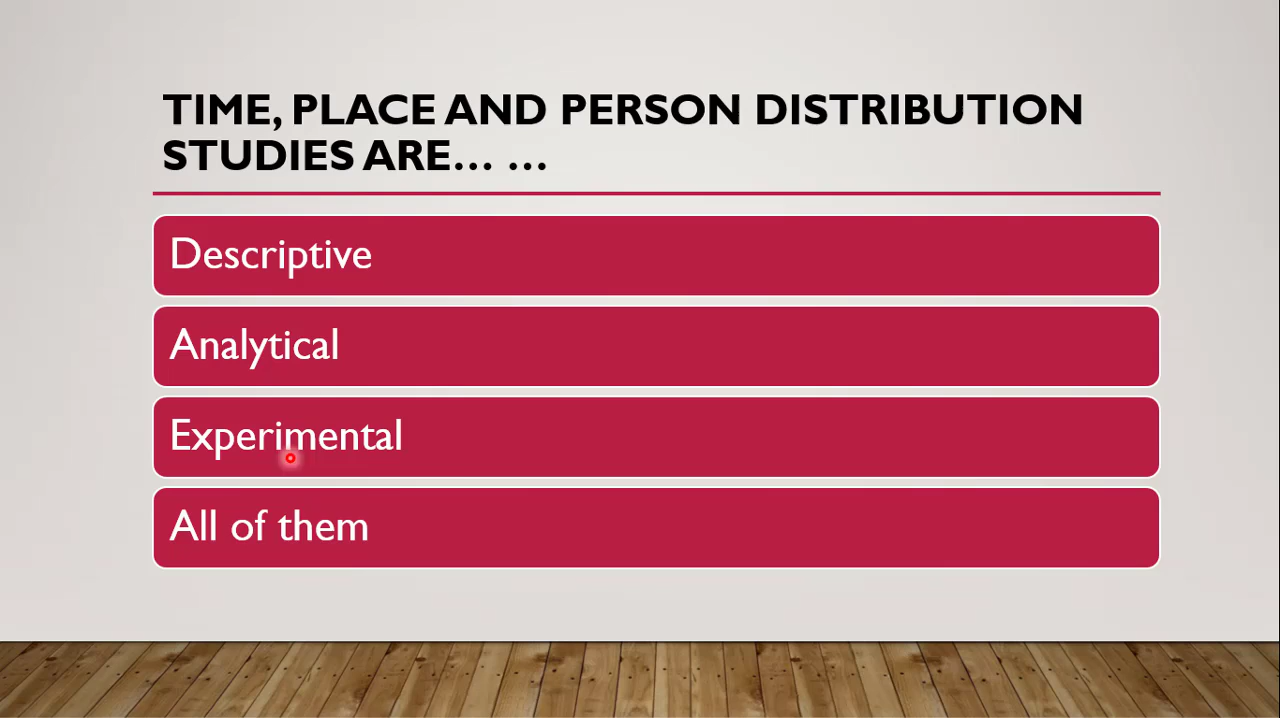 TIME, PLACE AND PERSON DISTRIBUTION
STUDIES ARE... ...
Descriptive
Analytical
Experimental
All of them